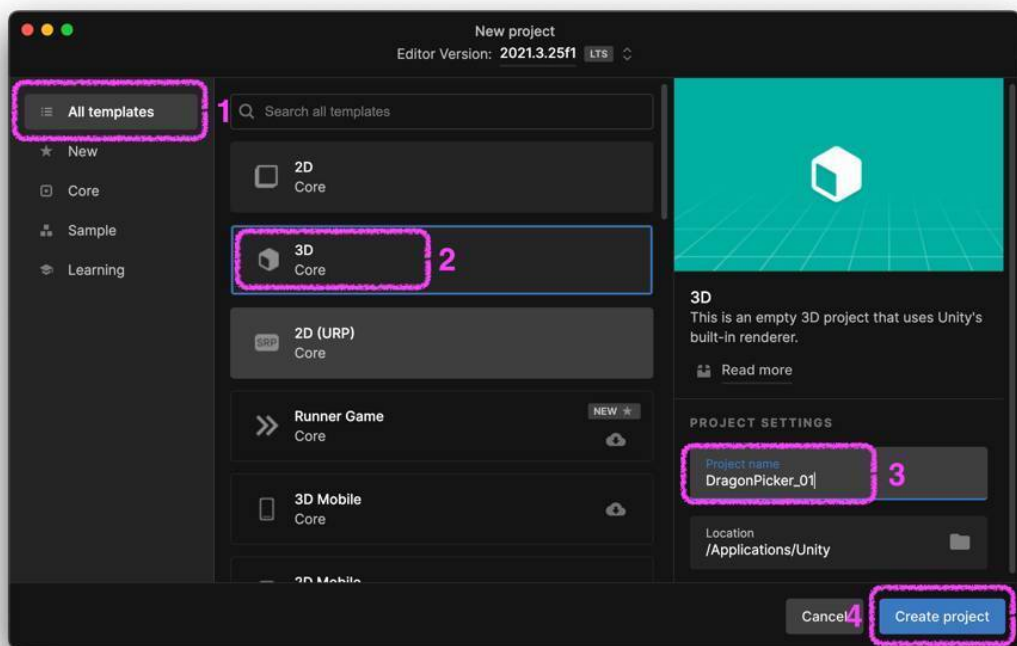 New project
Editor Version: 2021.3.25f1 LTS
All templates
1
Search all templates
New
Core
Sample
Learning
2D
Core
3D
Core
2
SRP
2D (URP)
Core
Runner Game
Core
NEW
3D Mobile
Core
2D Mobile
3D
This is an empty 3D project that uses Unity's
built-in renderer.
Read more
PROJECT SETTINGS
Project name
DragonPicker_01
3
Location
/Applications/Unity
Cancel
4
Create project